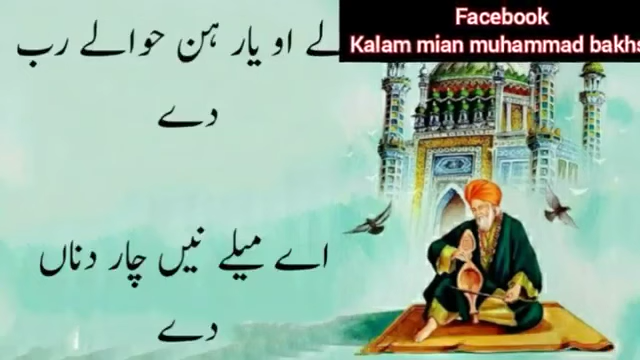 Facebook
Kalam mian muhammad bakhs
لے او یار ہن حوالے رب
دے
اے میلے نیں چار دناں
دے